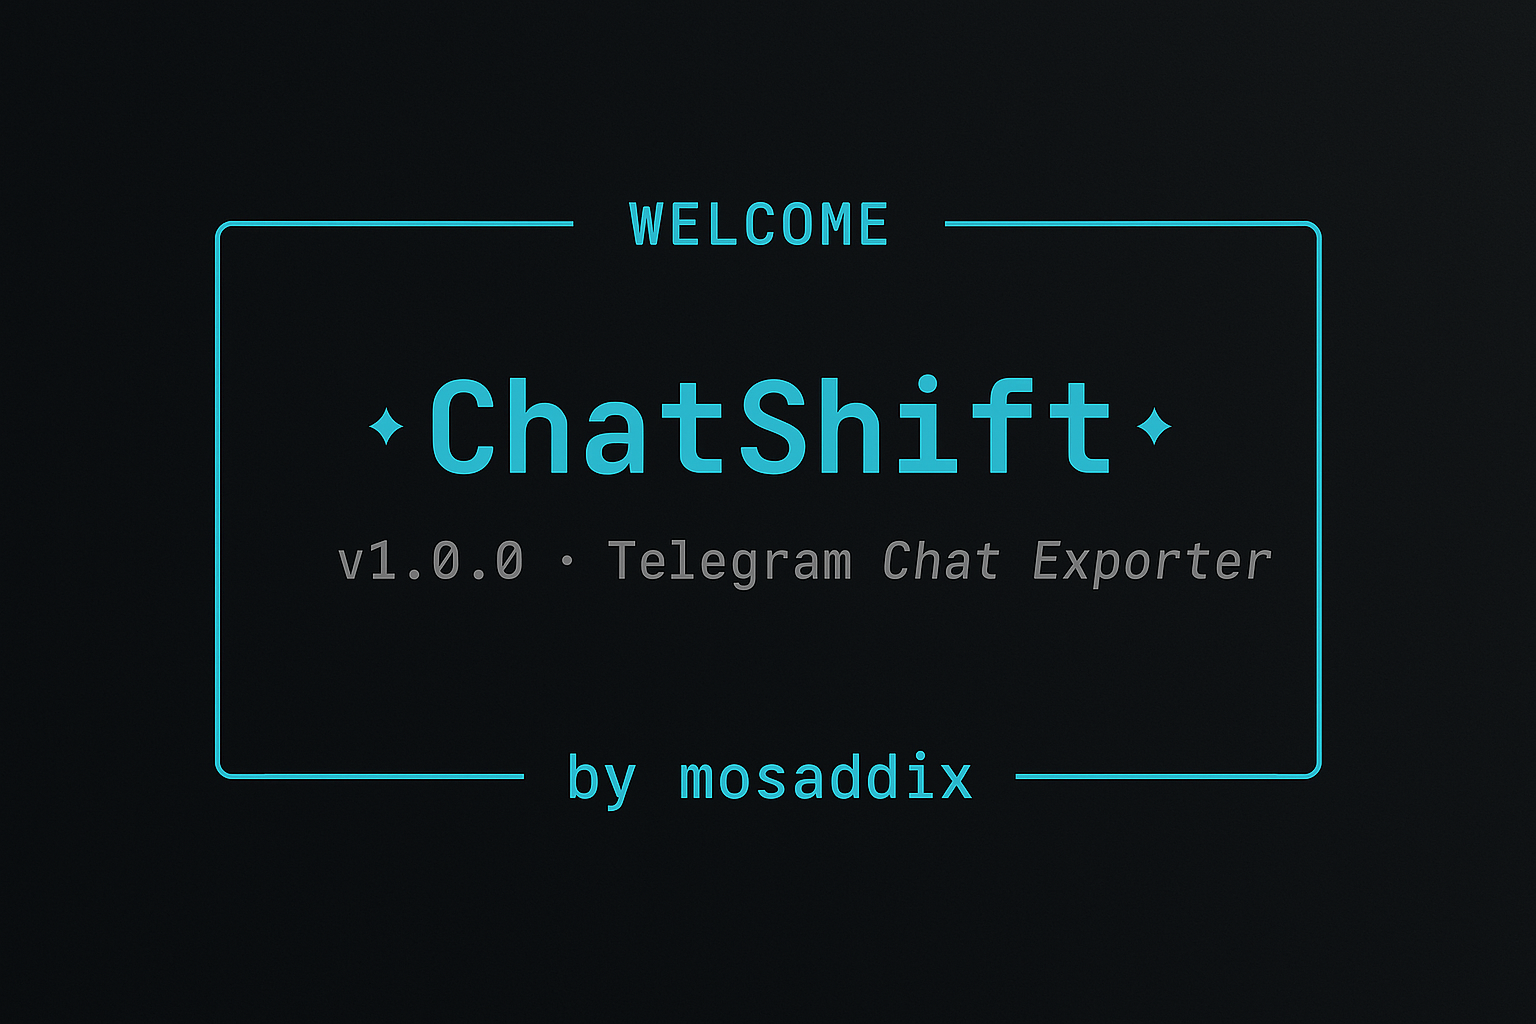 WELCOME
✦ChatShift✦
v1.0.0 · Telegram Chat Exporter
by mosaddix